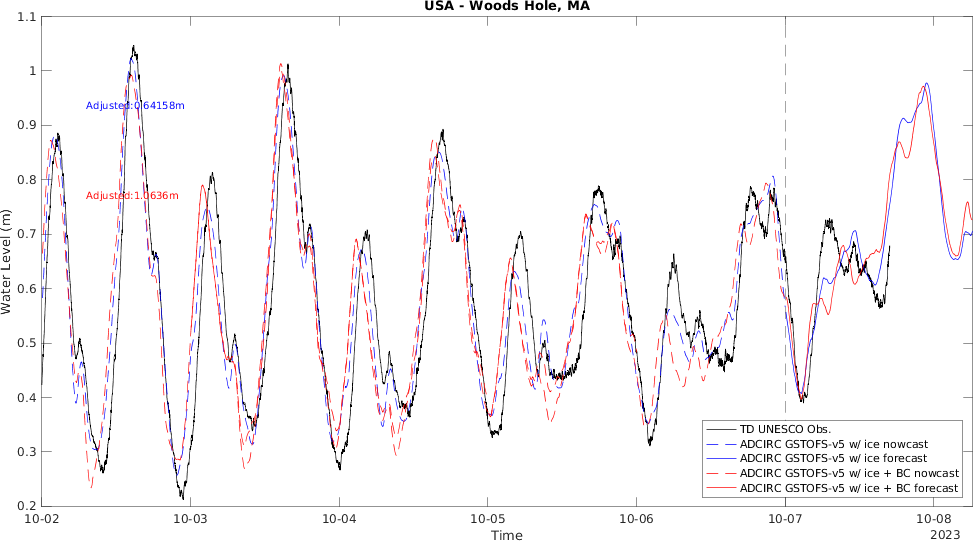 USA - Woods Hole, MA
1.1
1
0.9
0.8
0.7
0.6
0.5
0.4
0.3
0.2
Water Level (m)
Adjusted:0.64158m
Adjusted:1.0636m
TD UNESCO Obs.
ADCIRC GSTOFS-v5 w/ ice nowcast
ADCIRC GSTOFS-v5 w/ ice forecast
ADCIRC GSTOFS-v5 w/ ice + BC nowcast
ADCIRC GSTOFS-v5 w/ ice + BC forecast
10-02 10-03 10-04 10-05 10-06 10-07 10-08
Time
2023